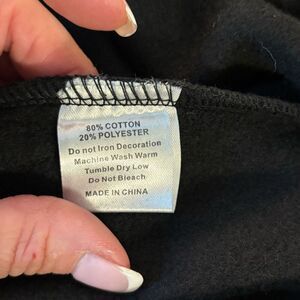 80% COTTON
20% POLYESTER
Do not Iron Decoration
Machine Wash Warm
Tumble Dry Low
Do Not Bleach
MADE IN CHINA